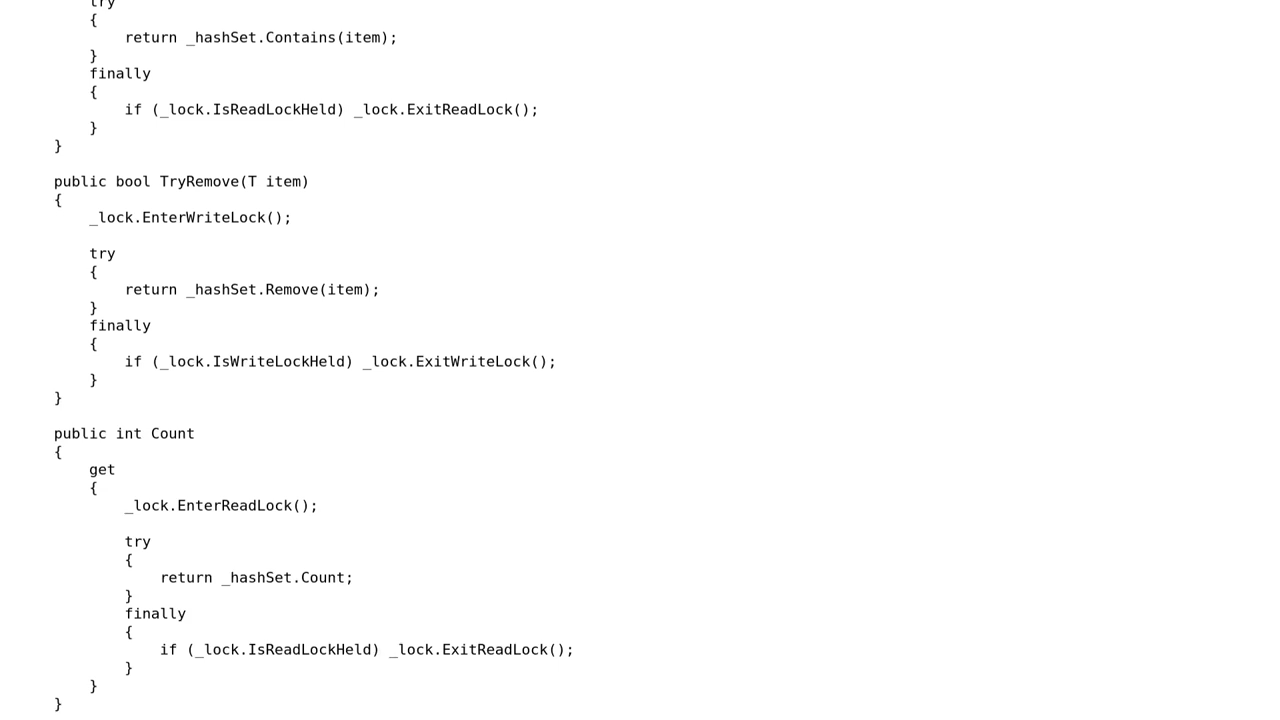 try
{
return _hashSet.Contains(item);
}
finally
{
if (_lock.IsReadLockHeld) _lock.ExitReadLock();
}
}
public bool TryRemove(T item)
{
_lock.EnterWriteLock();
try
{
return _hashSet.Remove(item);
}
finally
{
if (_lock.IsWriteLockHeld) _lock.ExitWriteLock();
}
}
public int Count
{
get
{
_lock.EnterReadLock();
try
{
return _hashSet.Count;
}
finally
{
if (_lock.IsReadLockHeld) _lock.ExitReadLock();
}
}
}